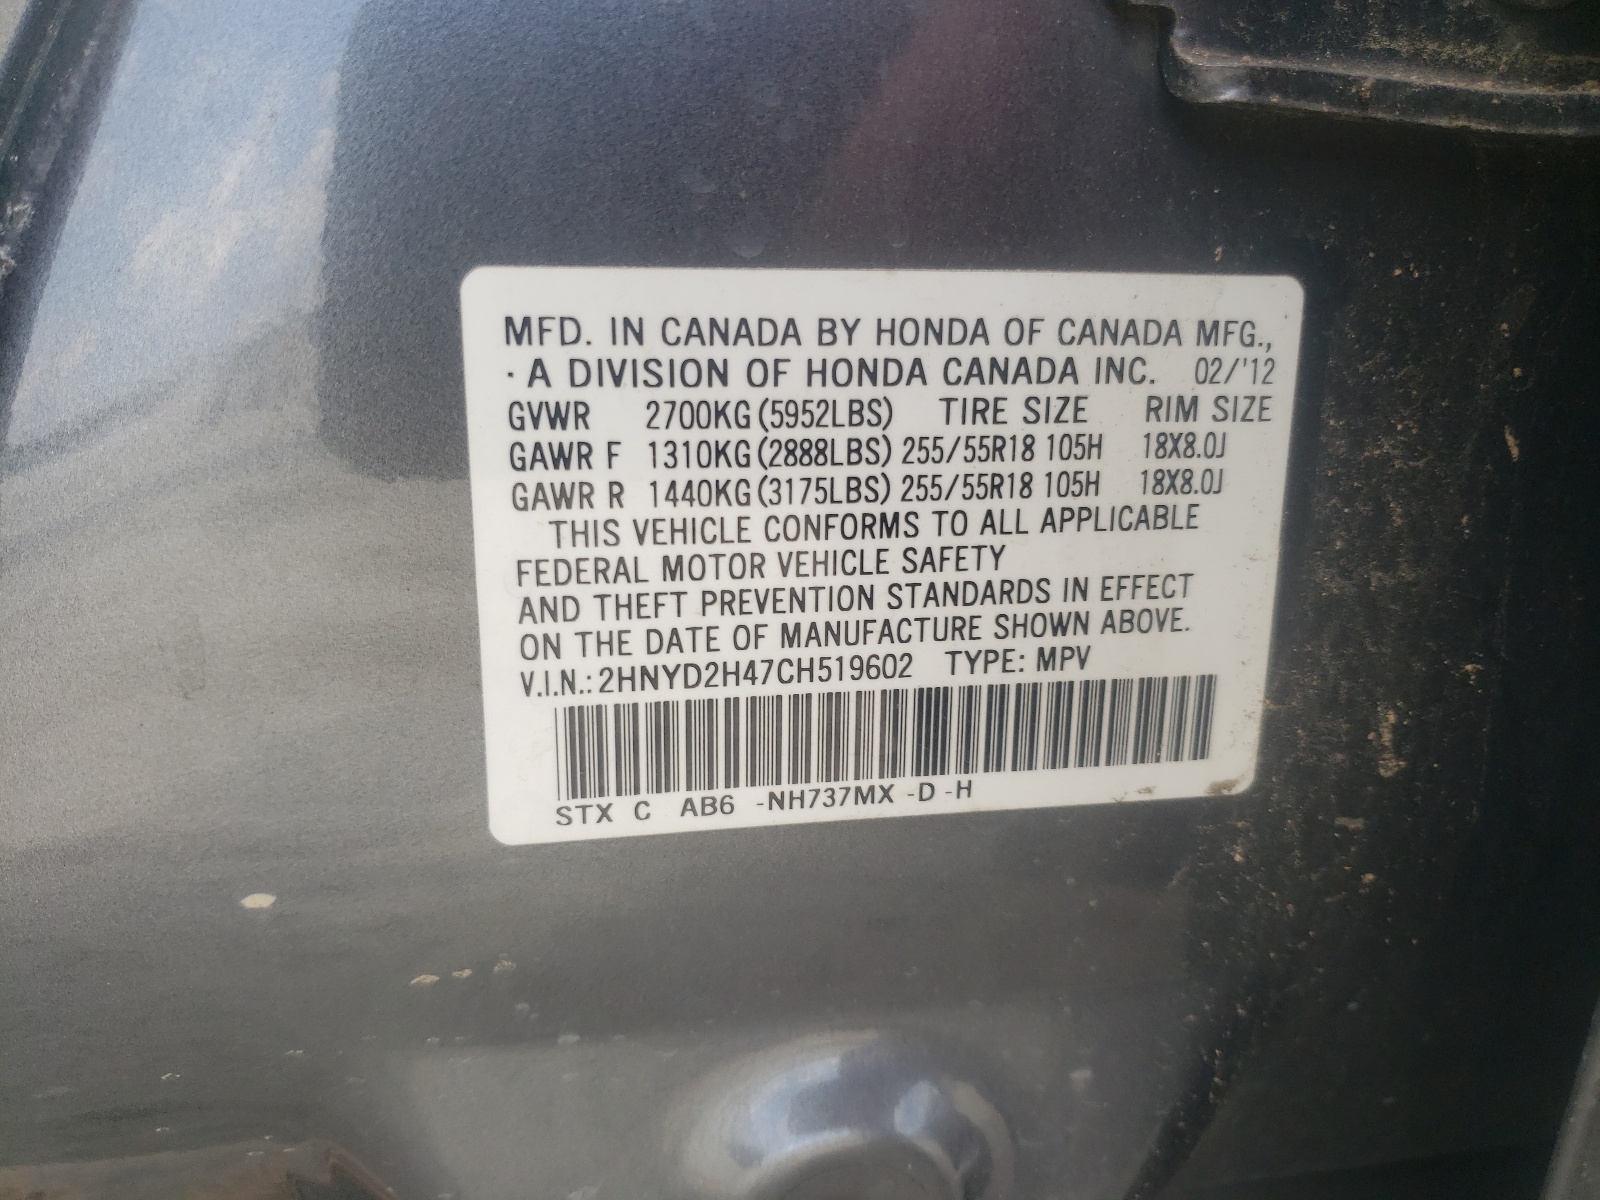 MFD. IN CANADA BY HONDA OF CANADA MFG.,
· A DIVISION OF HONDA CANADA INC. 02/'12
GVWR 2700KG (5952LBS) TIRE SIZE RIM SIZE
GAWR F 1310KG (2888LBS) 255/55R18 105H 18X8.0J
GAWR R 1440KG (3175LBS) 255/55R18 105H 18X8.0J
THIS VEHICLE CONFORMS TO ALL APPLICABLE
FEDERAL MOTOR VEHICLE SAFETY
AND THEFT PREVENTION STANDARDS IN EFFECT
ON THE DATE OF MANUFACTURE SHOWN ABOVE.
V.I.N.: 2HNYD2H47CH519602 TYPE: MPV
STX C AB6 -NH737MX -D -H